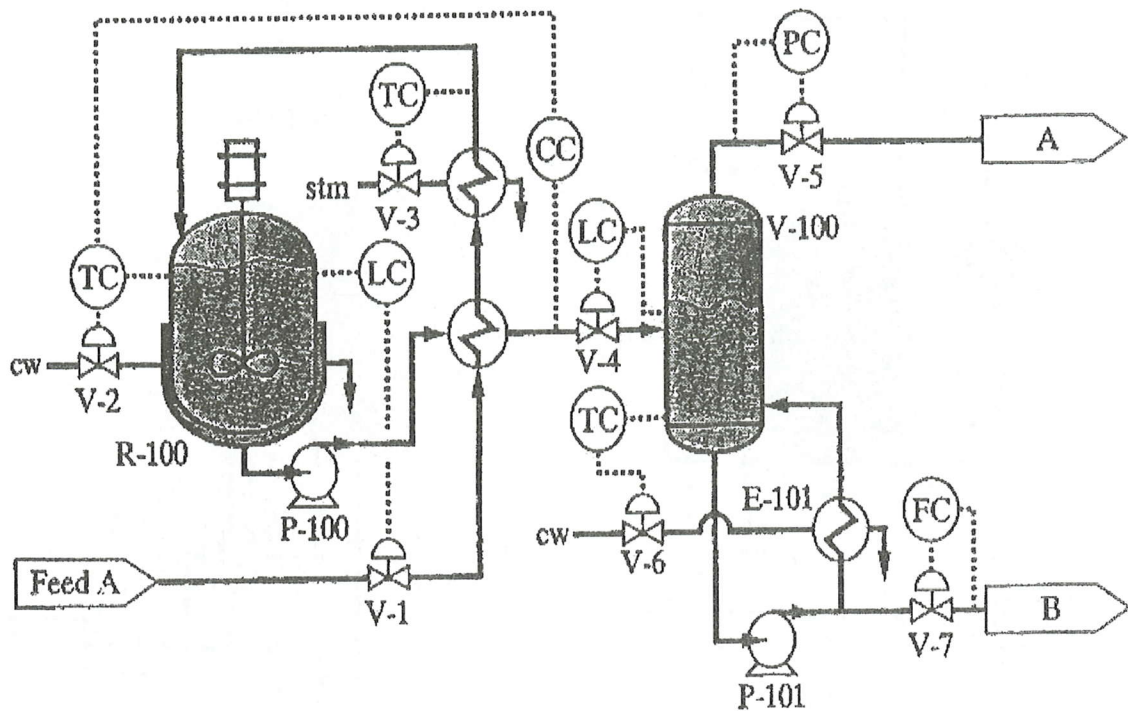 PC
TC
A
CC
stm
V-5
V-3
V-100
LC
TC
LC
cw
V-4
V-2
TC
R-100
E-101
FC
P-100
cw
V-6
Feed A
B
V-1
V-7
P-101